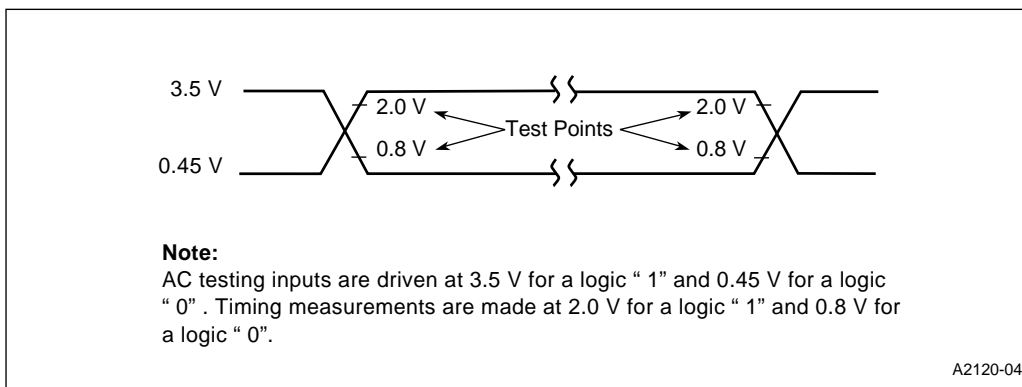 3.5 V
2.0 V
2.0 V
Test Points
0.8 V
0.8 V
0.45 V
Note:
AC testing inputs are driven at 3.5 V for a logic “ 1” and 0.45 V for a logic
“ 0” . Timing measurements are made at 2.0 V for a logic “ 1” and 0.8 V for
a logic “ 0”.
A2120-04